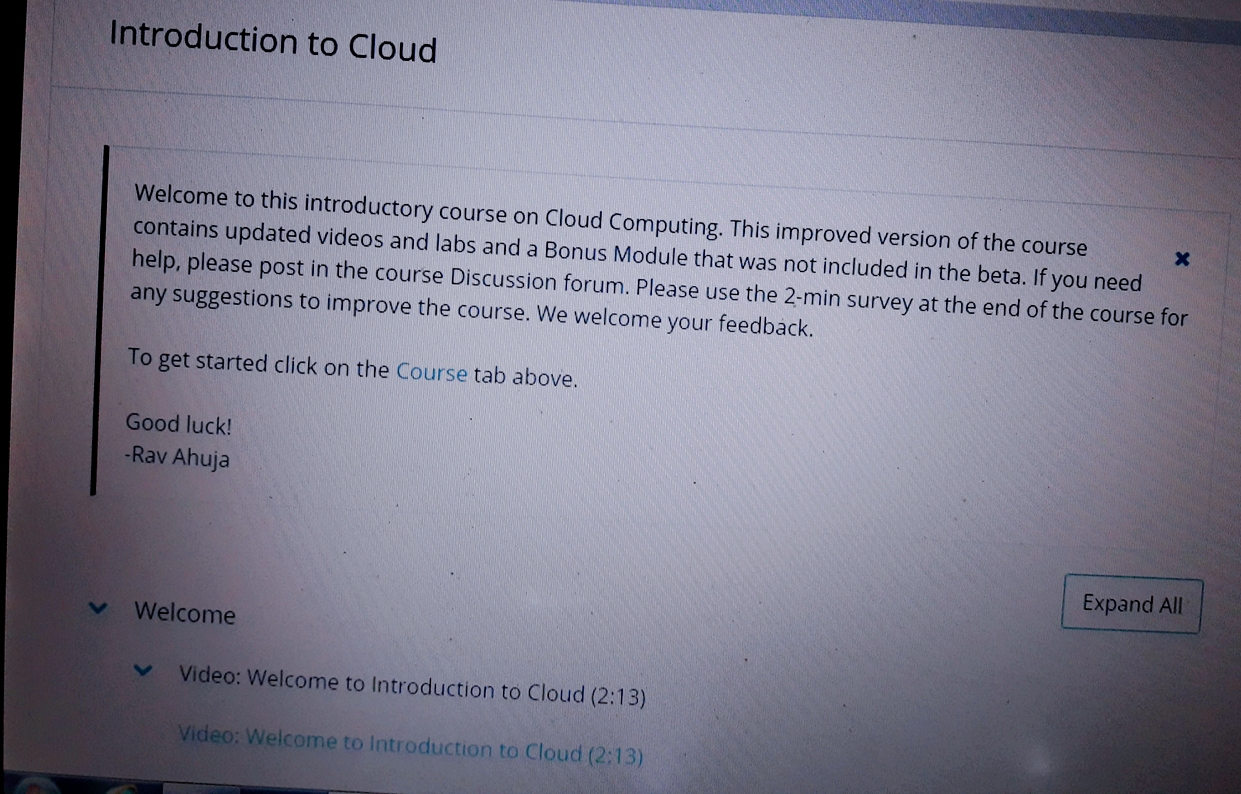 Introduction to Cloud
Welcome to this introductory course on Cloud Computing. This improved version of the course
contains updated videos and labs and a Bonus Module that was not included in the beta. If you need
help, please post in the course Discussion forum. Please use the 2-min survey at the end of the course for
any suggestions to improve the course. We welcome your feedback.
To get started click on the Course tab above.
Good luck!
-Rav Ahuja
Expand All
Welcome
Video: Welcome to Introduction to Cloud (2:13)
Video: Welcome to Introduction to Cloud (2:13)